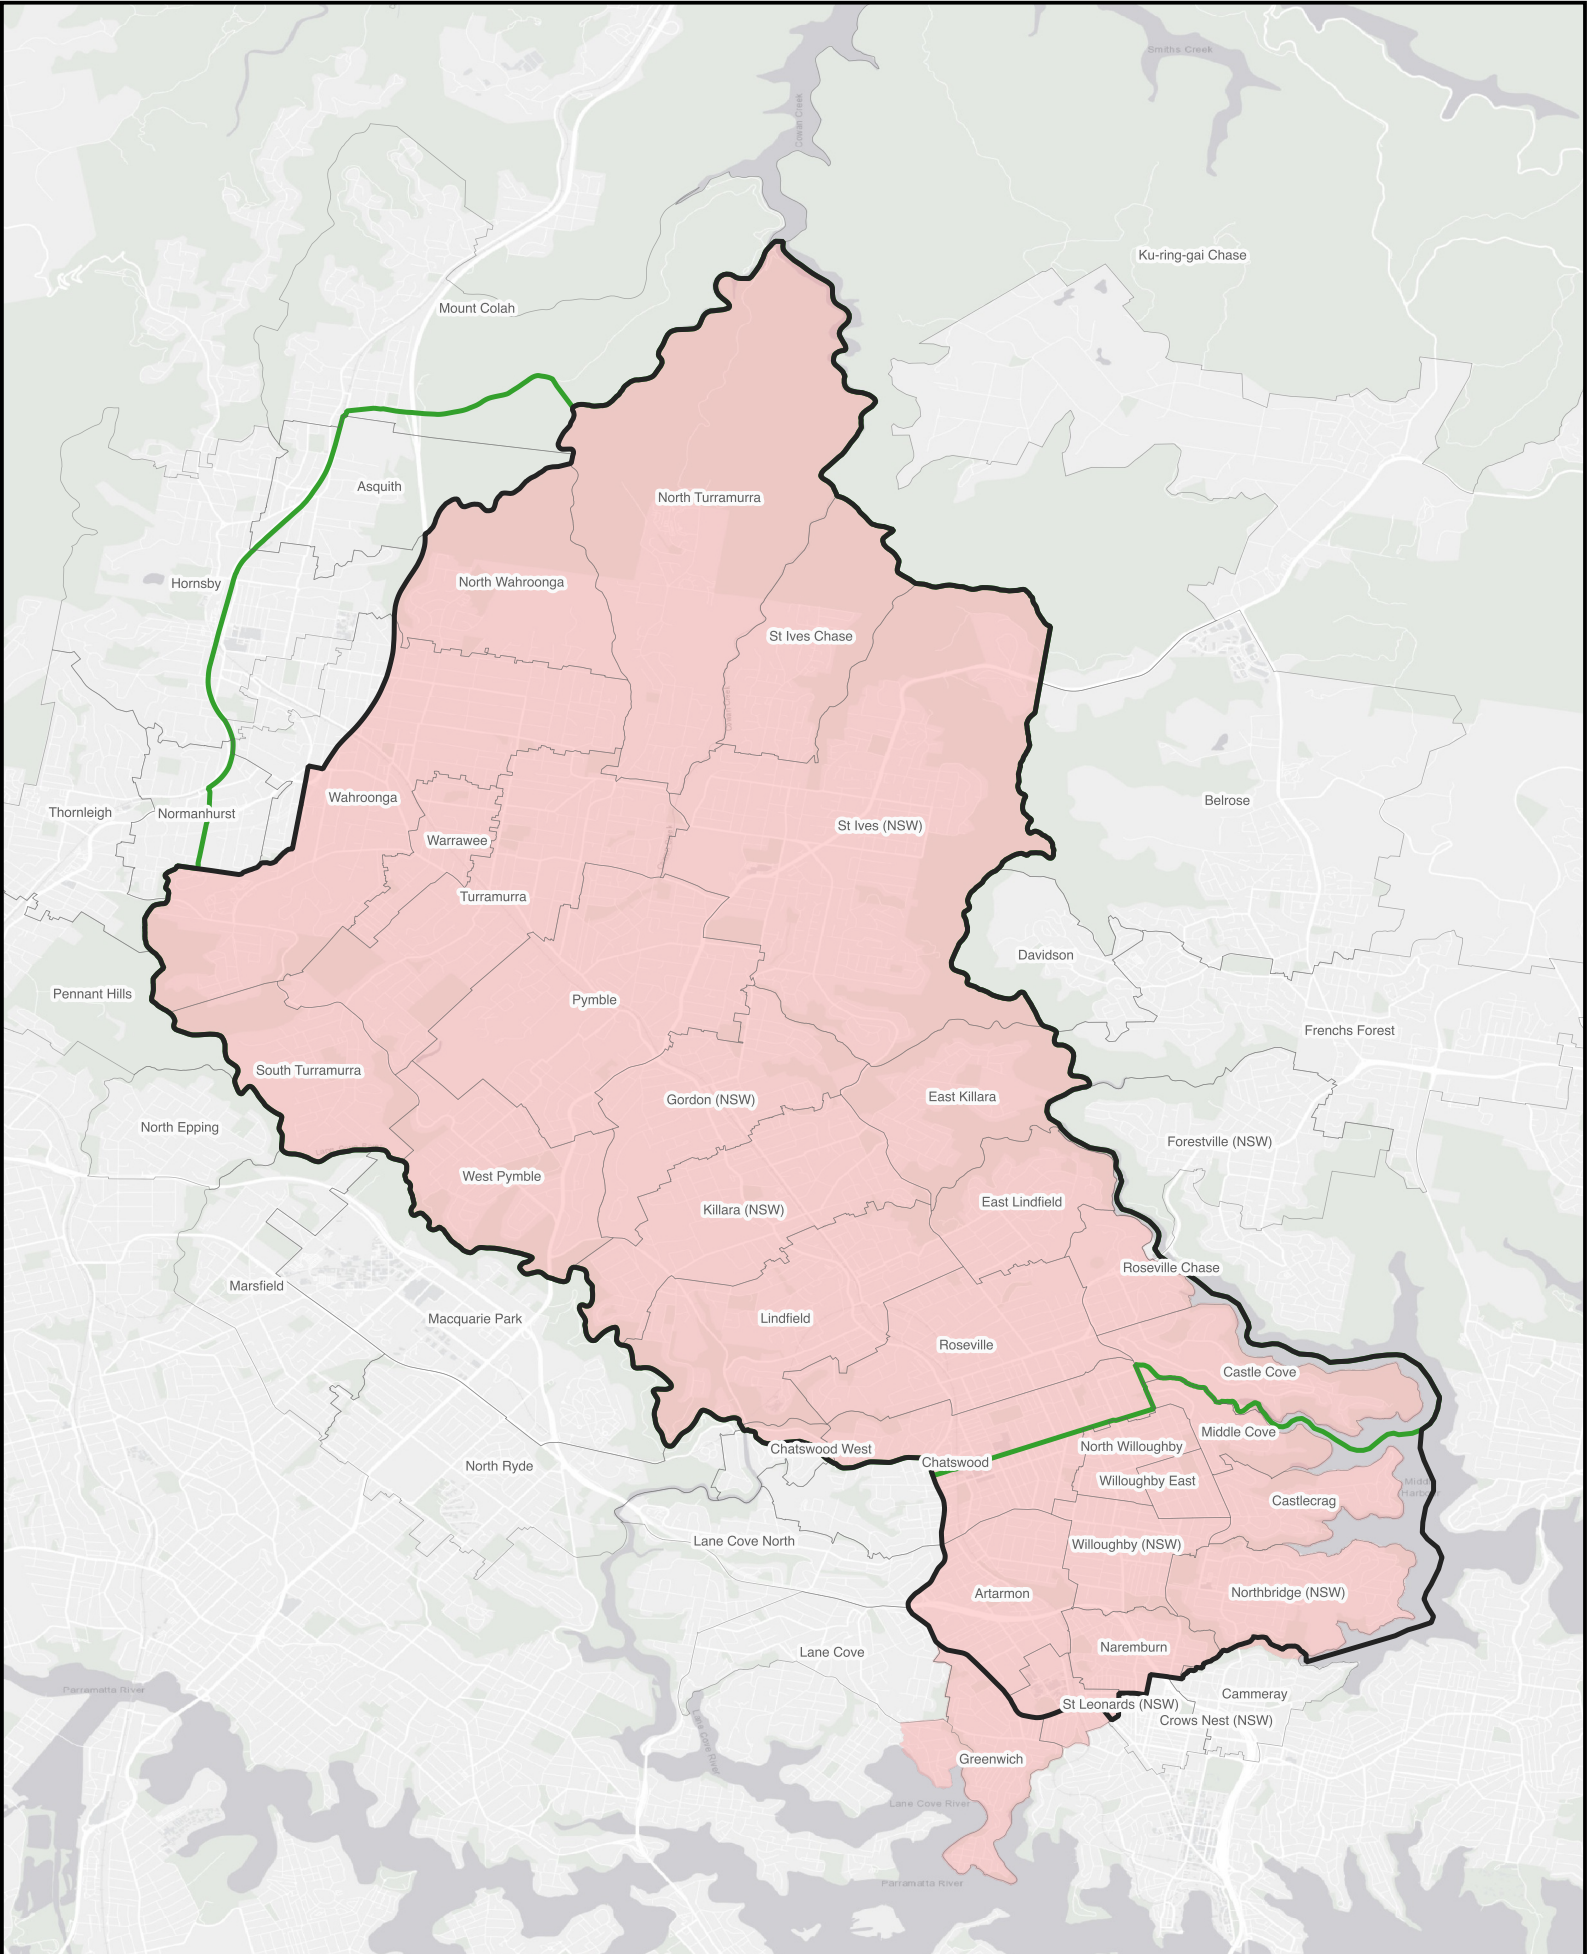 Smiths Creek
Cowan Creek
Ku-ring-gai Chase
Mount Colah
Asquith
North Turramurra
Hornsby
North Wahroonga
St Ives Chase
Wahroonga
Belrose
Thornleigh
Normanhurst
St Ives (NSW)
Warrawee
Turramurra
Davidson
Pennant Hills
Pymble
Frenchs Forest
South Turramurra
East Killara
Gordon (NSW)
North Epping
Forestville (NSW)
West Pymble
East Lindfield
Killara (NSW)
Roseville Chase
Marsfield
Macquarie Park
Lindfield
Roseville
Castle Cove
Middle Cove
Chatswood West
North Willoughby
Chatswood
North Ryde
Willoughby East
Castlecrag
Lane Cove North
Willoughby (NSW)
Artarmon
Northbridge (NSW)
Naremburn
Lane Cove
Parramatta River
Cammeray
St Leonards (NSW)
Crows Nest (NSW)
Lane Cove River
Greenwich
Lane Cove River
Parramatta River